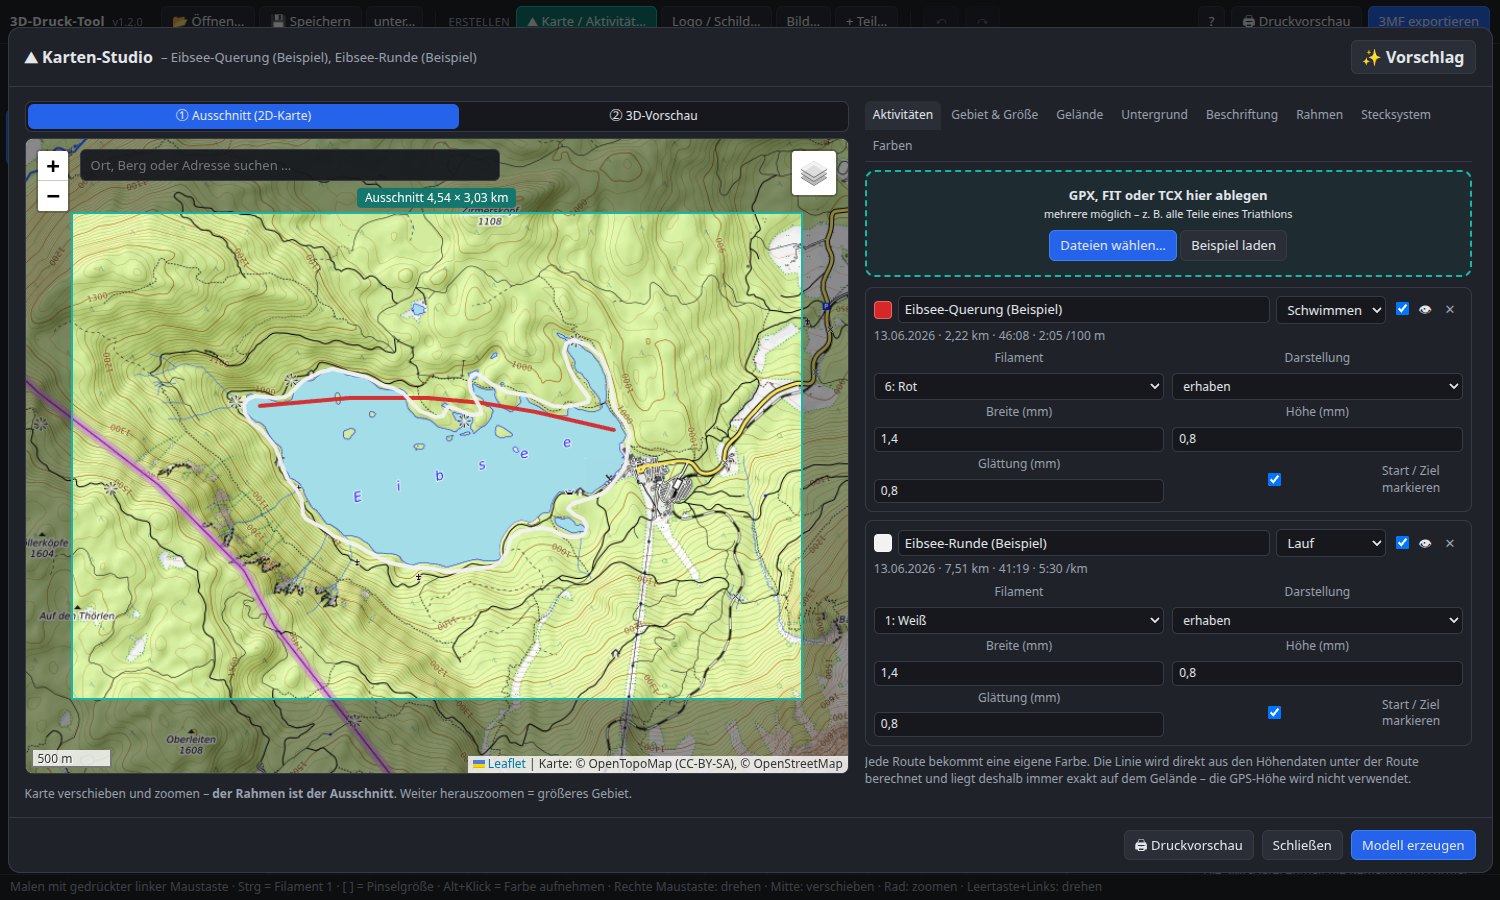 3D-Druck-Tool v1.2.0 Öffnen... Speichern unter... ERSTELLEN Karte / Aktivität... Logo / Schild... Bild... + Teil... ? Druckvorschau 3MF exportieren
Karten-Studio – Eibsee-Querung (Beispiel), Eibsee-Runde (Beispiel)
✨ Vorschlag
① Ausschnitt (2D-Karte)
② 3D-Vorschau
+
−
Ort, Berg oder Adresse suchen ...
Ausschnitt 4,54 × 3,03 km
1108
1300
1100
1000
1000
1000
1000
1300
E i b s e e
1604
Auf den Thörlen
1200
1100
Oberleiten
1608
500 m
Leaflet | Karte: © OpenTopoMap (CC-BY-SA), © OpenStreetMap
Karte verschieben und zoomen – der Rahmen ist der Ausschnitt. Weiter herauszoomen = größeres Gebiet.
Aktivitäten Gebiet & Größe Gelände Untergrund Beschriftung Rahmen Stecksystem
Farben
GPX, FIT oder TCX hier ablegen
mehrere möglich – z. B. alle Teile eines Triathlons
Dateien wählen... Beispiel laden
Eibsee-Querung (Beispiel) Schwimmen ✕
13.06.2026 · 2,22 km · 46:08 · 2:05 /100 m
Filament Darstellung
6: Rot erhaben
Breite (mm) Höhe (mm)
1,4 0,8
Glättung (mm)
0,8
Start / Ziel
markieren
Eibsee-Runde (Beispiel) Lauf ✕
13.06.2026 · 7,51 km · 41:19 · 5:30 /km
Filament Darstellung
1: Weiß erhaben
Breite (mm) Höhe (mm)
1,4 0,8
Glättung (mm)
0,8
Start / Ziel
markieren
Jede Route bekommt eine eigene Farbe. Die Linie wird direkt aus den Höhendaten unter der Route
berechnet und liegt deshalb immer exakt auf dem Gelände – die GPS-Höhe wird nicht verwendet.
Druckvorschau Schließen Modell erzeugen
Malen mit gedrückter linker Maustaste · Strg = Filament 1 · [ ] = Pinselgröße · Alt+Klick = Farbe aufnehmen · Rechte Maustaste: drehen · Mitte: verschieben · Rad: zoomen · Leertaste+Links: drehen